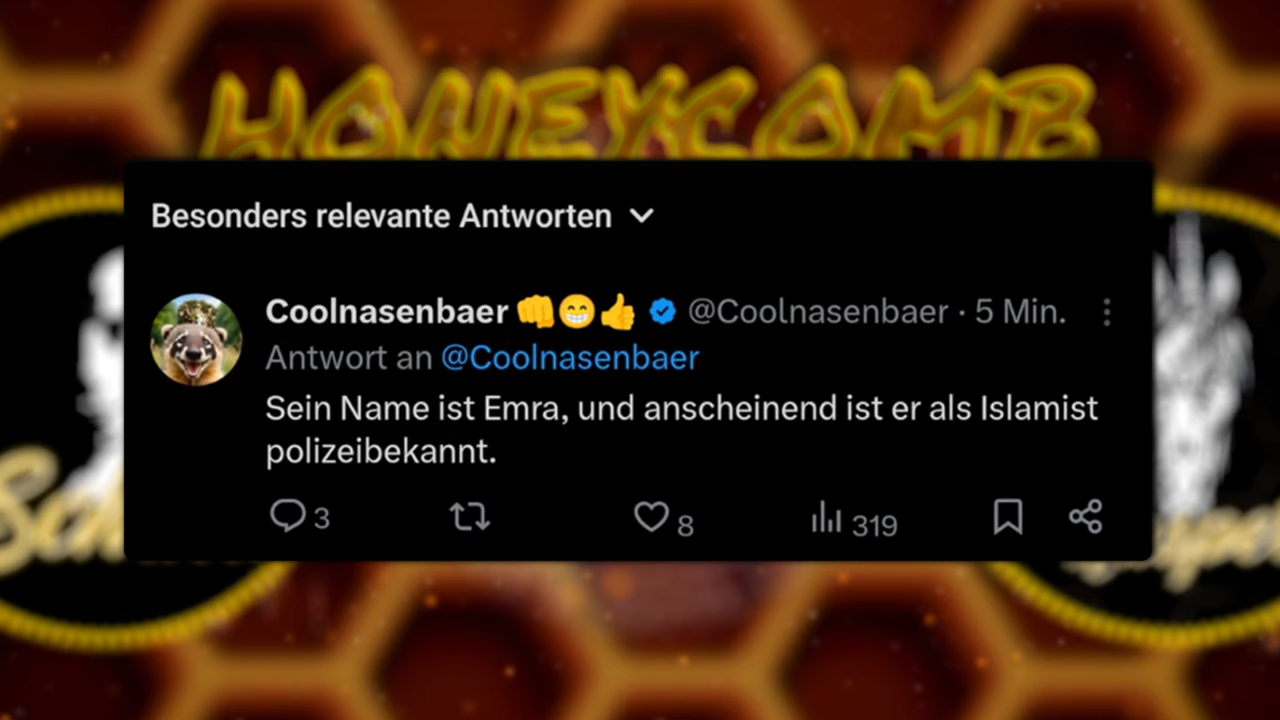 HONEYCOMB
Besonders relevante Antworten
Coolnasenbaer 👊😁👍 @Coolnasenbaer · 5 Min.
Antwort an @Coolnasenbaer
Sein Name ist Emra, und anscheinend ist er als Islamist
polizeibekannt.
3 8 319